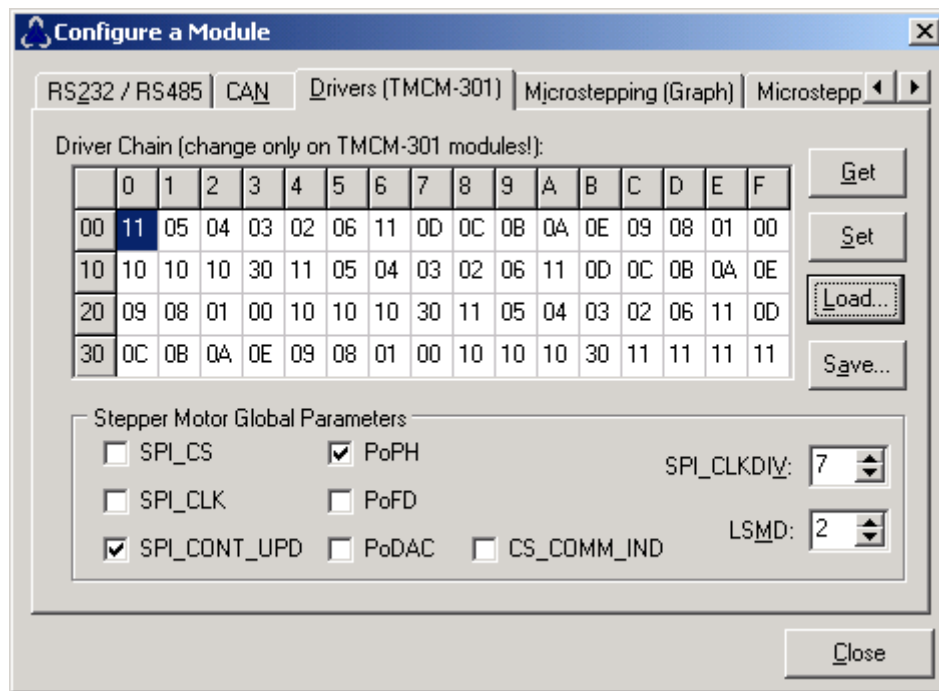 Configure a Module
RS232 / RS485 CAN Drivers (TMCM-301) Microstepping (Graph) Microstepp
Driver Chain (change only on TMCM-301 modules!):
0 1 2 3 4 5 6 7 8 9 A B C D E F
00 11 05 04 03 02 06 11 0D 0C 0B 0A 0E 09 08 01 00
10 10 10 10 30 11 05 04 03 02 06 11 0D 0C 0B 0A 0E
20 09 08 01 00 10 10 10 30 11 05 04 03 02 06 11 0D
30 0C 0B 0A 0E 09 08 01 00 10 10 10 30 11 11 11 11
Get
Set
Load...
Save...
Stepper Motor Global Parameters
SPI_CS PoPH
SPI_CLKDIV: 7
SPI_CLK PoFD
LSMD: 2
SPI_CONT_UPD PoDAC CS_COMM_IND
Close